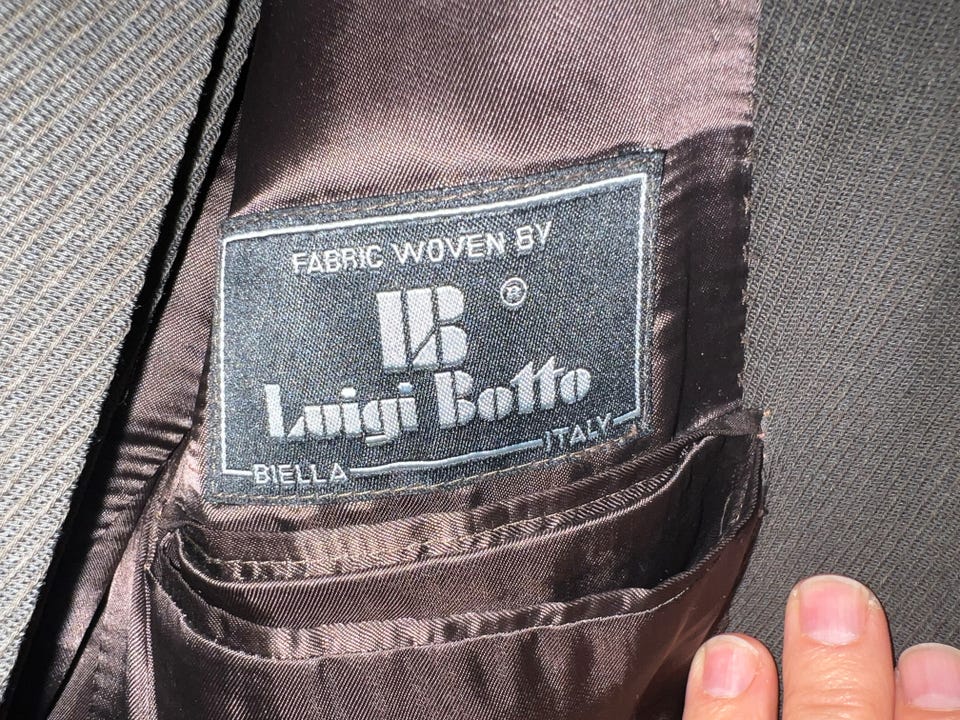 FABRIC WOVEN BY
LB ®
Luigi Botto
BIELLA ITALY